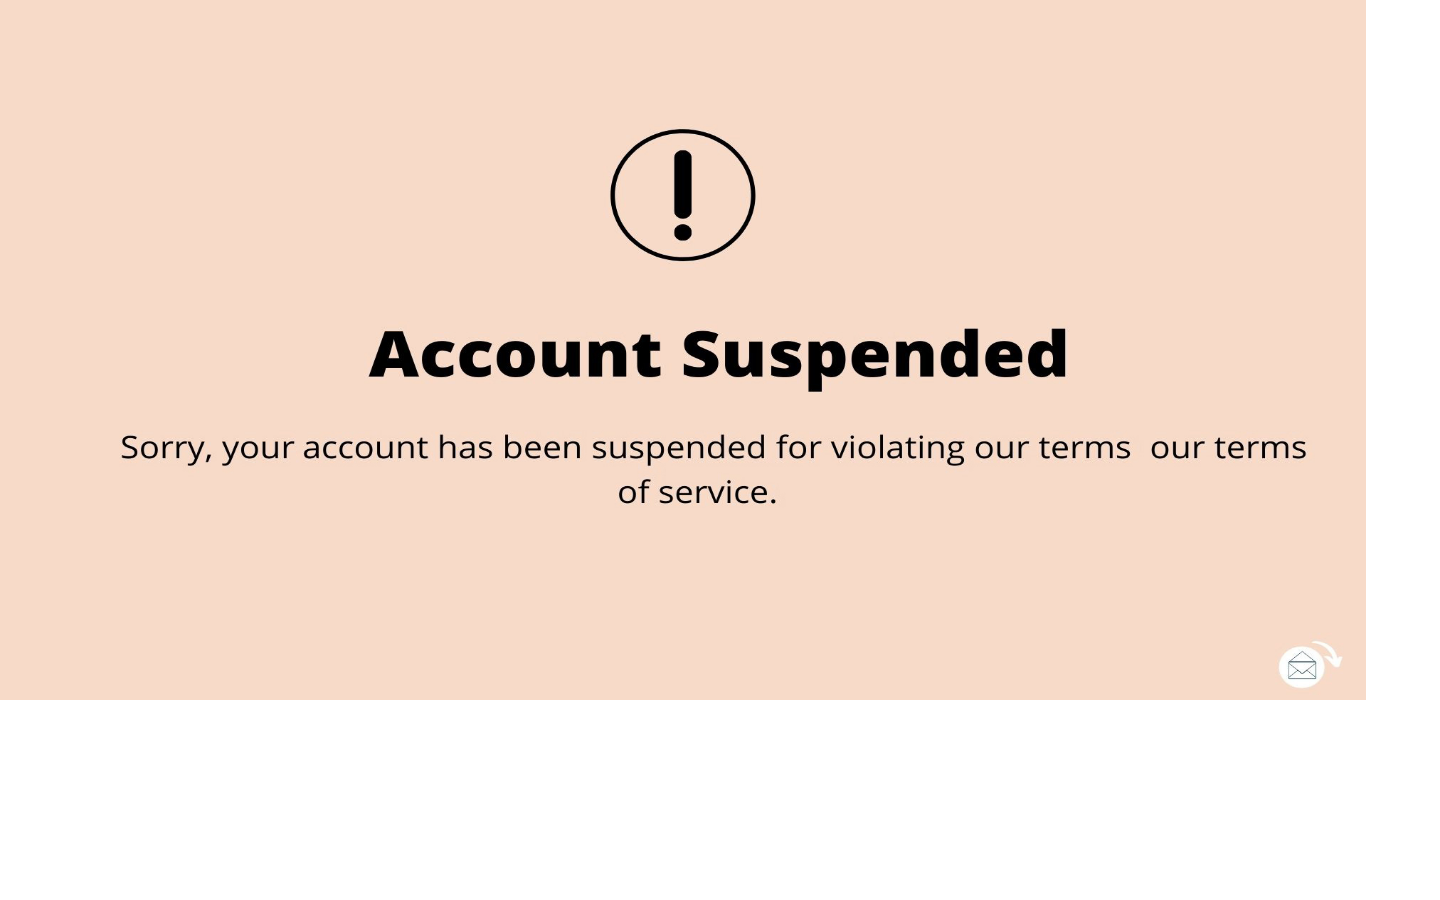 Account Suspended
Sorry, your account has been suspended for violating our terms  our terms
of service.